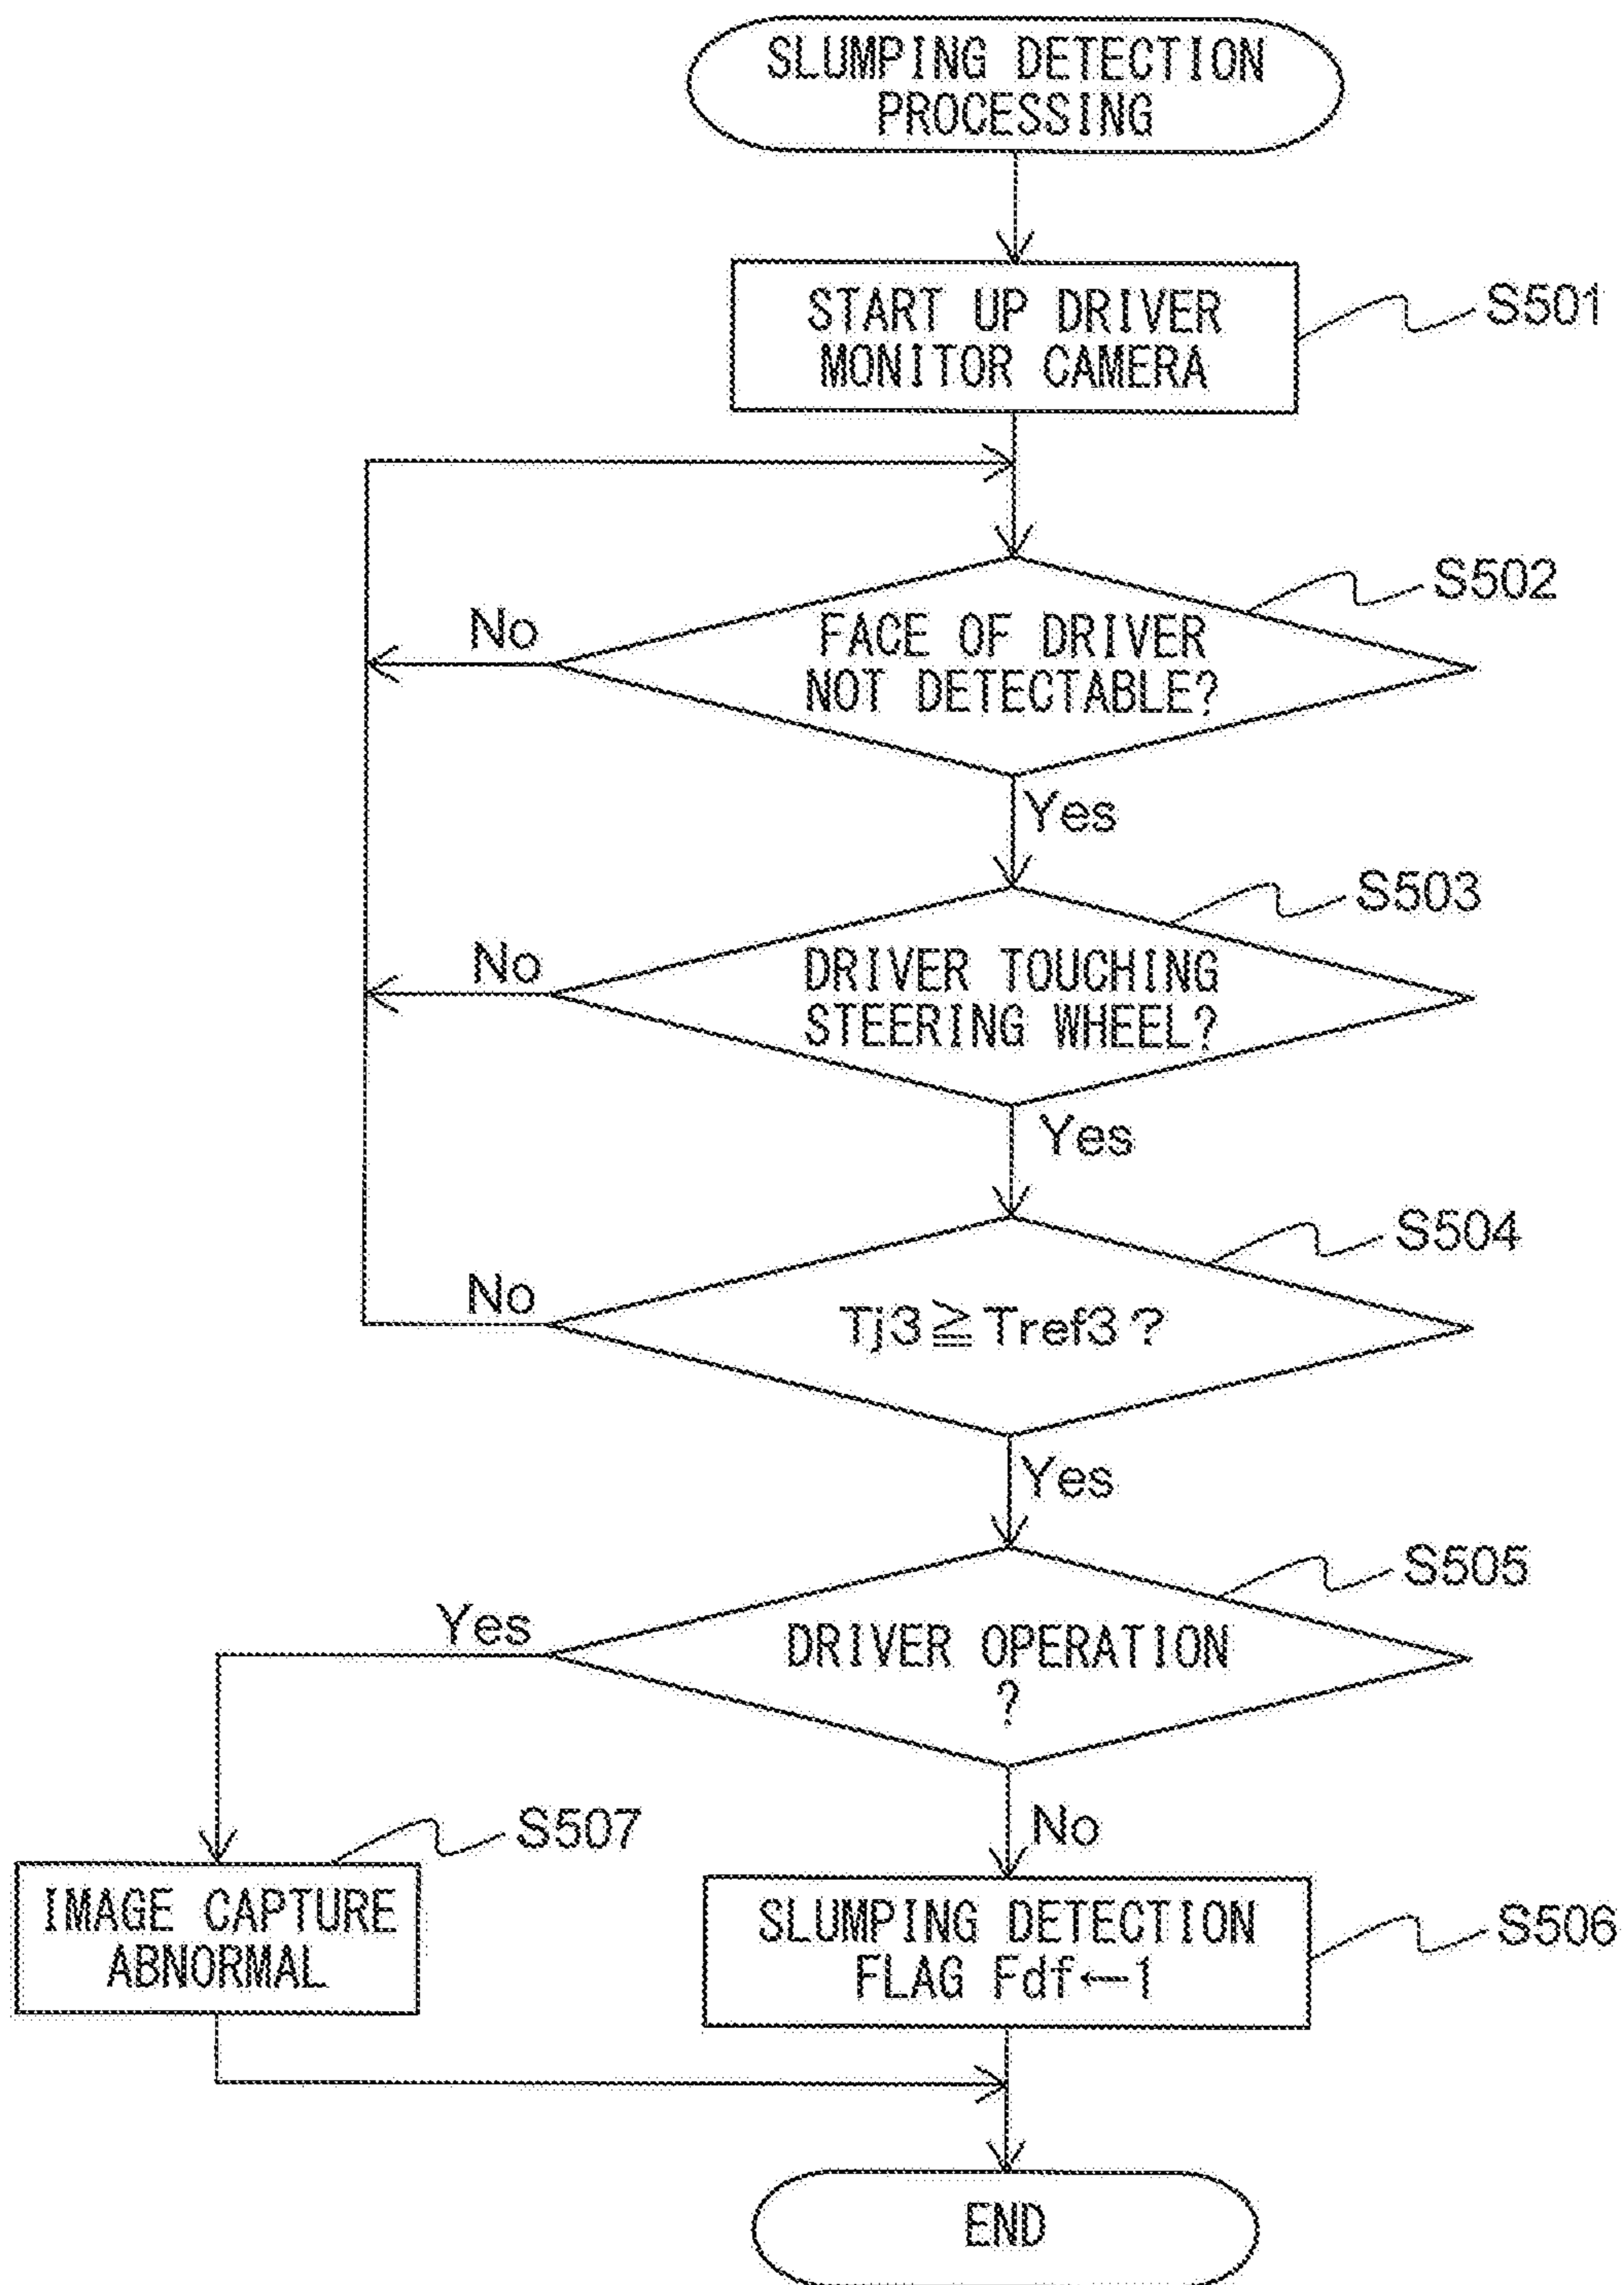 SLUMPING DETECTION
PROCESSING
START UP DRIVER
MONITOR CAMERA
S501
FACE OF DRIVER
NOT DETECTABLE?
S502
No
Yes
DRIVER TOUCHING
STEERING WHEEL?
S503
No
Yes
Tj3≧Tref3?
S504
No
Yes
DRIVER OPERATION
?
S505
Yes
No
IMAGE CAPTURE
ABNORMAL
S507
SLUMPING DETECTION
FLAG Fdf←1
S506
END